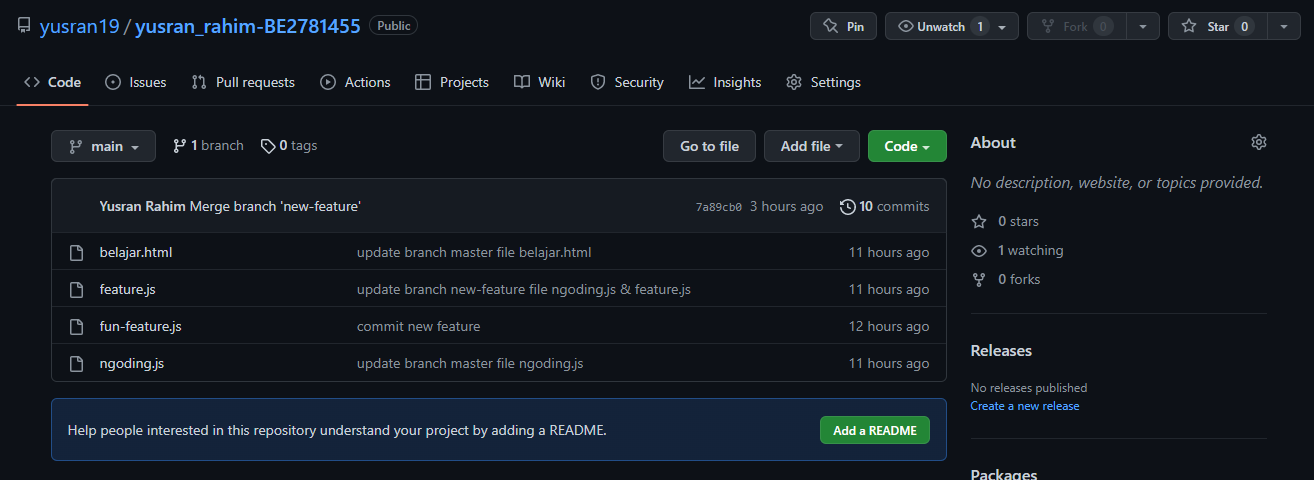 yusran19 / yusran_rahim-BE2781455 Public Pin Unwatch 1 Fork 0 Star 0
Code Issues Pull requests Actions Projects Wiki Security Insights Settings
main 1 branch 0 tags Go to file Add file Code
Yusran Rahim Merge branch 'new-feature' 7a89cb0 3 hours ago 10 commits
belajar.html update branch master file belajar.html 11 hours ago
feature.js update branch new-feature file ngoding.js & feature.js 11 hours ago
fun-feature.js commit new feature 12 hours ago
ngoding.js update branch master file ngoding.js 11 hours ago
Help people interested in this repository understand your project by adding a README. Add a README
About
No description, website, or topics provided.
0 stars
1 watching
0 forks
Releases
No releases published
Create a new release
Packages